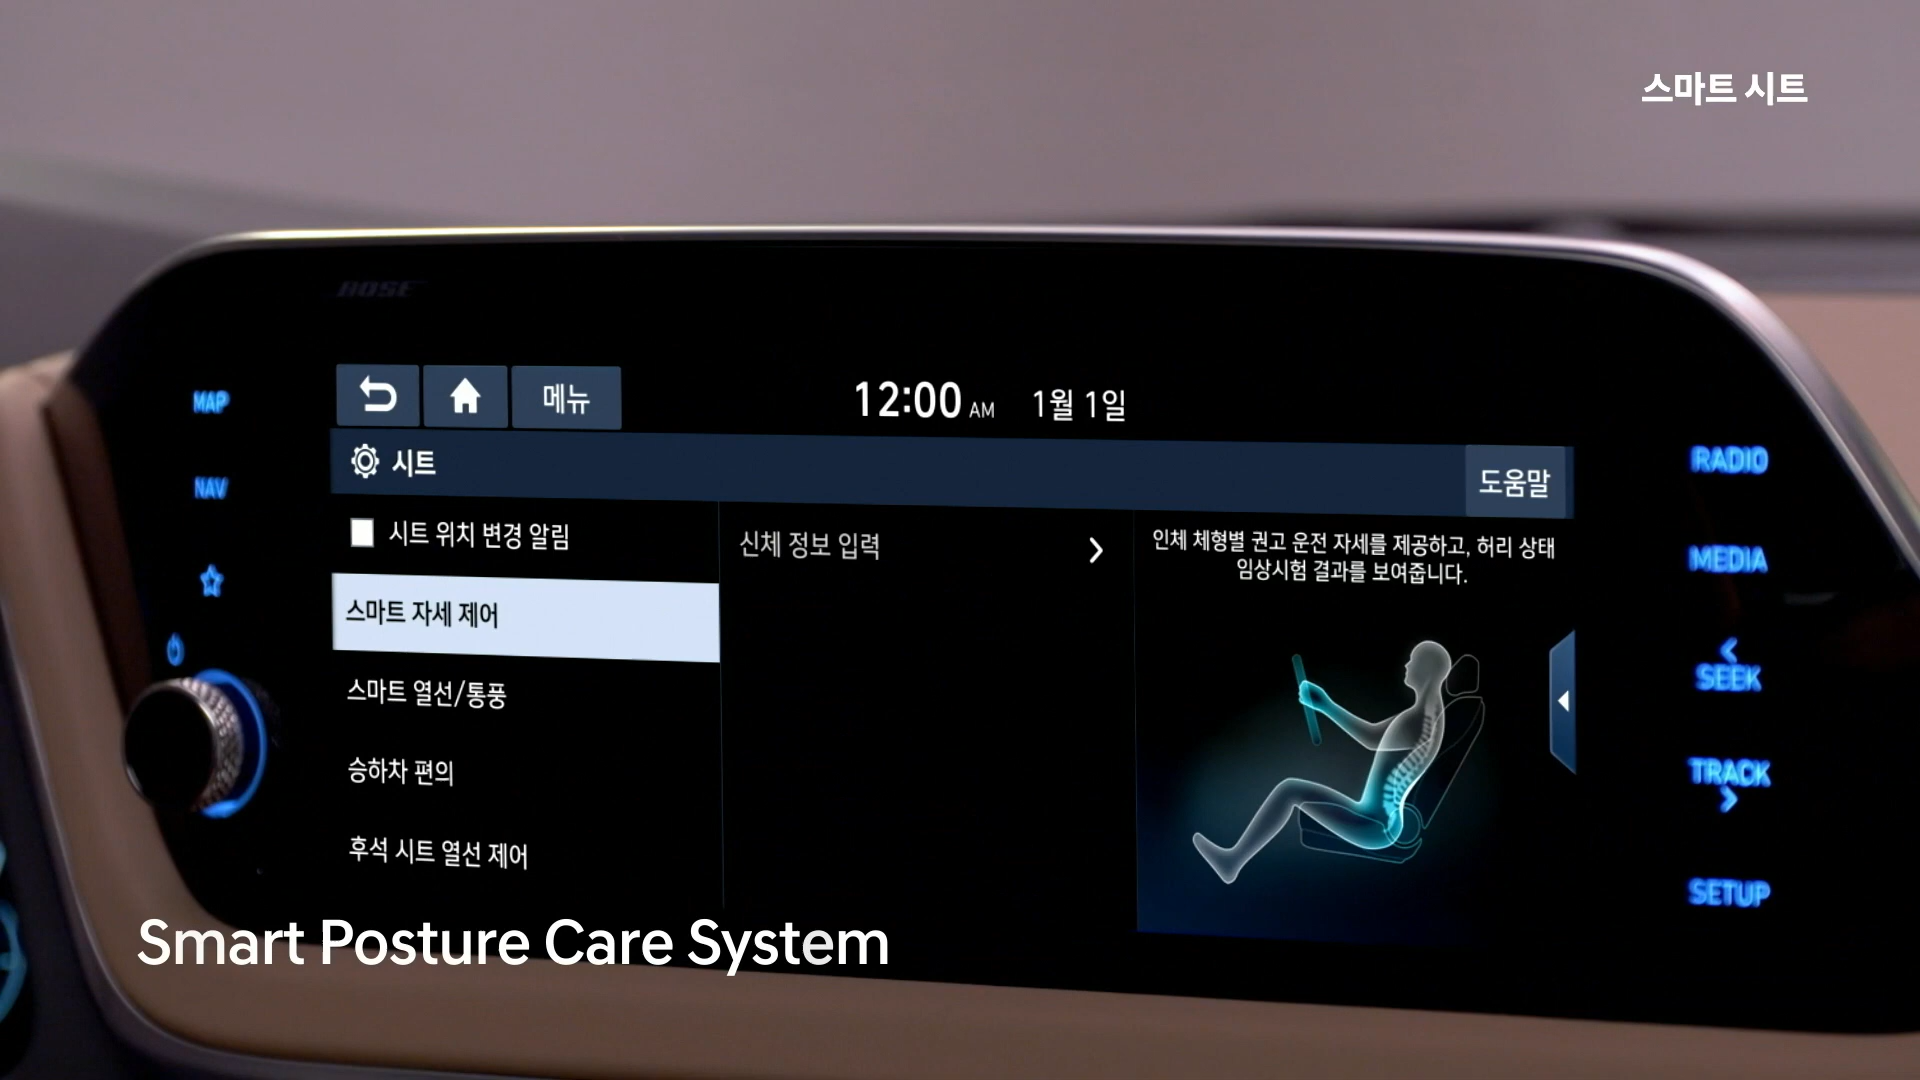 스마트 시트
BOSE
MAP
NAV
메뉴
12:00 AM 1월 1일
시트
도움말
시트 위치 변경 알림
스마트 자세 제어
스마트 열선/통풍
승하차 편의
후석 시트 열선 제어
신체 정보 입력
인체 체형별 권고 운전 자세를 제공하고, 허리 상태
임상시험 결과를 보여줍니다.
RADIO
MEDIA
SEEK
TRACK
SETUP
Smart Posture Care System